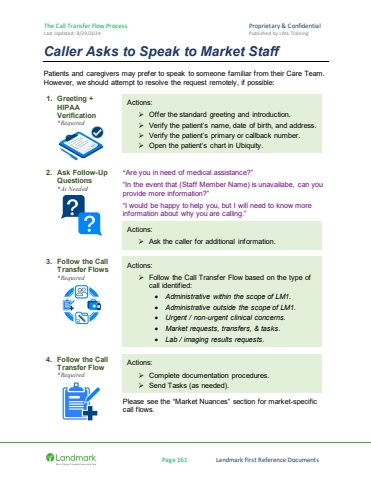 The Call Transfer Flow Process
Proprietary & Confidential
Last updated: 8/29/2024
Published by LM1 Training
Caller Asks to Speak to Market Staff
Patients and caregivers may prefer to speak to someone familiar from their Care Team.
However, we should attempt to resolve the request remotely, if possible:
1. Greeting +
HIPAA
Verification
*Required
Actions:
➢ Offer the standard greeting and introduction.
➢ Verify the patient's name, date of birth, and address.
➢ Verify the patient's primary or callback number.
➢ Open the patient's chart in Ubiquity.
2. Ask Follow-Up
Questions
*As Needed
"Are you in need of medical assistance?"
"In the event that (Staff Member Name) is unavailabe, can you
provide more information?"
"I would be happy to help you, but I will need to know more
information about why you are calling."
Actions:
➢ Ask the caller for additional information.
3. Follow the Call
Transfer Flows
*Required
Actions:
➢ Follow the Call Transfer Flow based on the type of
call identified:
• Administrative within the scope of LM1.
• Administrative outside the scope of LM1.
• Urgent / non-urgent clinical concerns.
• Market requests, transfers, & tasks.
• Lab / imaging results requests.
4. Follow the Call
Transfer Flow
*Required
Actions:
➢ Complete documentation procedures.
➢ Send Tasks (as needed).
Please see the "Market Nuances" section for market-specific
call flows.
Landmark
Page 161
Landmark First Reference Documents